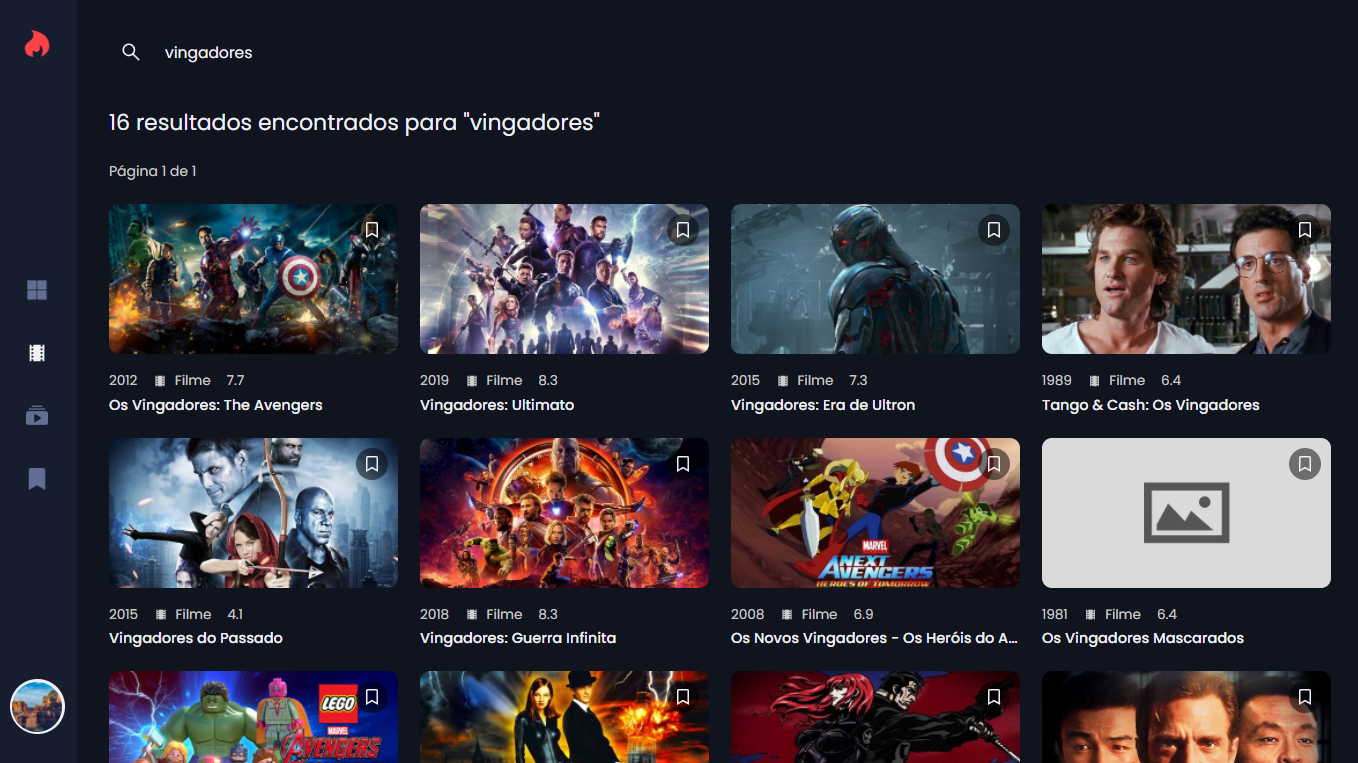 vingadores
16 resultados encontrados para "vingadores"
Página 1 de 1
2012 Filme 7.7
Os Vingadores: The Avengers
2019 Filme 8.3
Vingadores: Ultimato
2015 Filme 7.3
Vingadores: Era de Ultron
1989 Filme 6.4
Tango & Cash: Os Vingadores
MARVEL
NEXT
AVENGERS
HEROES OF TOMORROW
2015 Filme 4.1
Vingadores do Passado
2018 Filme 8.3
Vingadores: Guerra Infinita
2008 Filme 6.9
Os Novos Vingadores - Os Heróis do A...
1981 Filme 6.4
Os Vingadores Mascarados
LEGO
MARVEL
AVENGERS